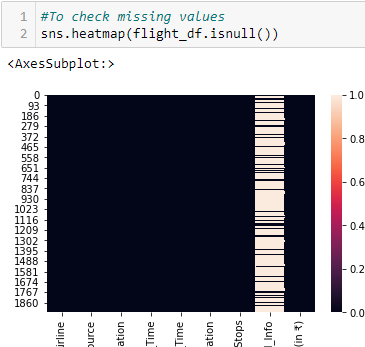 1 #To check missing values
2 sns.heatmap(flight_df.isnull())
<AxesSubplot:>
0
93
186
279
372
465
558
651
744
837
930
1023
1116
1209
1302
1395
1488
1581
1674
1767
1860
1.0
0.8
0.6
0.4
0.2
0.0
irline
ource
ation
_Time
_Time
ation
Stops
l_Info
(in ₹)